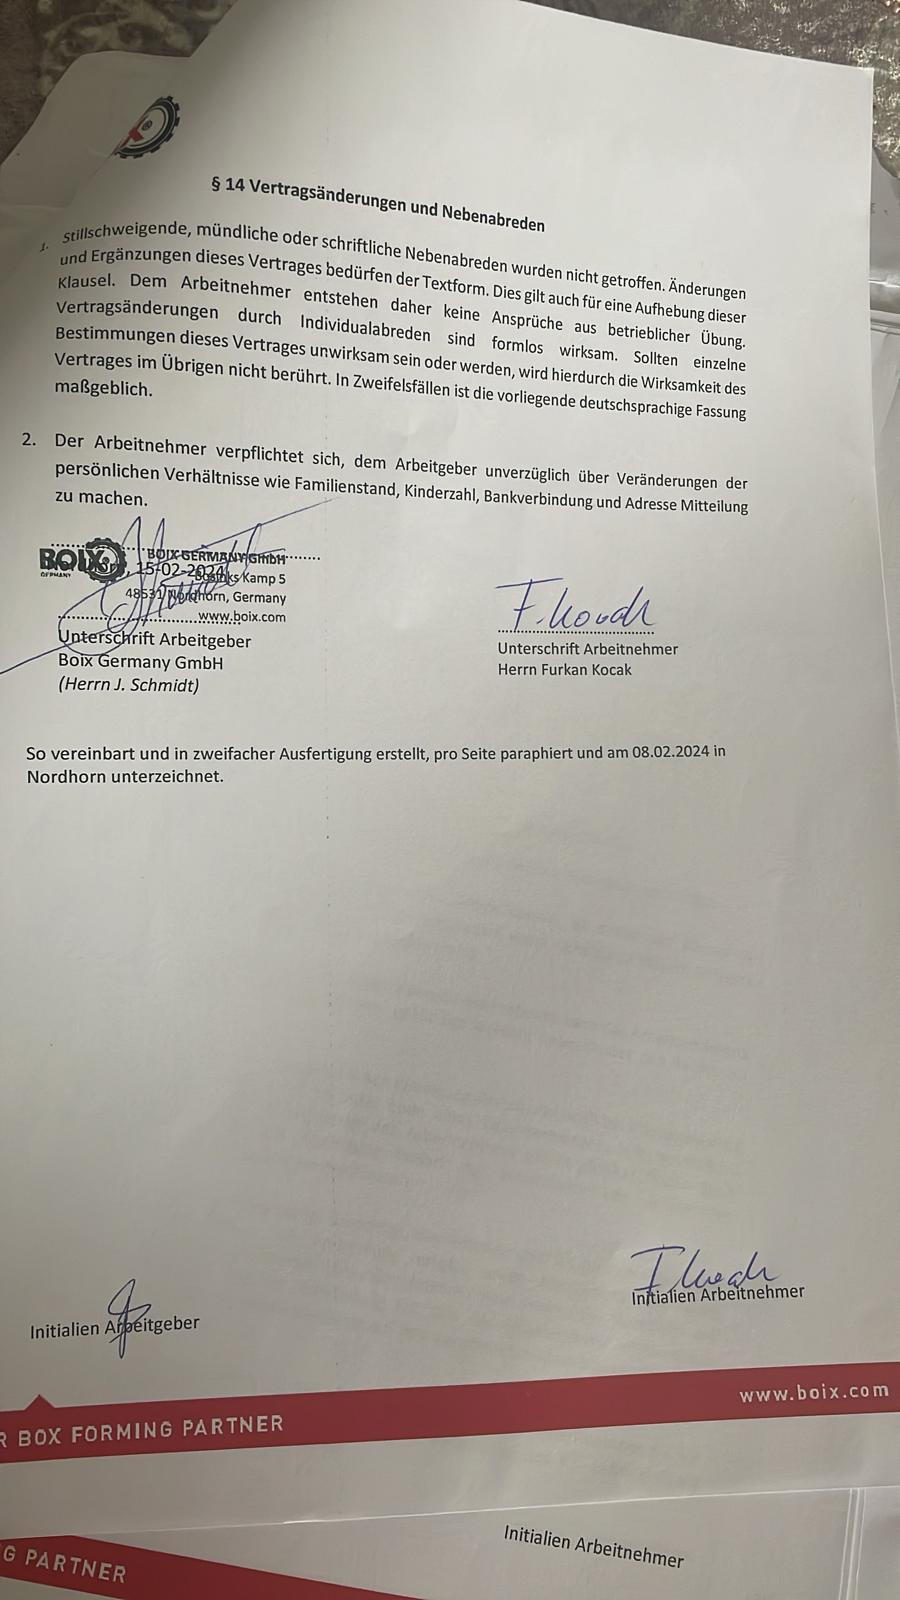 § 14 Vertragsänderungen und Nebenabreden
1. Stillschweigende, mündliche oder schriftliche Nebenabreden wurden nicht getroffen. Änderungen
und Ergänzungen dieses Vertrages bedürfen der Textform. Dies gilt auch für eine Aufhebung dieser
Klausel. Dem Arbeitnehmer entstehen daher keine Ansprüche aus betrieblicher Übung.
Vertragsänderungen durch Individualabreden sind formlos wirksam. Sollten einzelne
Bestimmungen dieses Vertrages unwirksam sein oder werden, wird hierdurch die Wirksamkeit des
Vertrages im Übrigen nicht berührt. In Zweifelsfällen ist die vorliegende deutschsprachige Fassung
maßgeblich.
2. Der Arbeitnehmer verpflichtet sich, dem Arbeitgeber unverzüglich über Veränderungen der
persönlichen Verhältnisse wie Familienstand, Kinderzahl, Bankverbindung und Adresse Mitteilung
zu machen.
BOIX
GERMANY
BOIX GERMANY GmbH
15-02-2024
Kamp 5
48531 Nordhorn, Germany
www.boix.com
Unterschrift Arbeitgeber
Boix Germany GmbH
(Herrn J. Schmidt)
F. Kocak
Unterschrift Arbeitnehmer
Herrn Furkan Kocak
So vereinbart und in zweifacher Ausfertigung erstellt, pro Seite paraphiert und am 08.02.2024 in
Nordhorn unterzeichnet.
Initialien Arbeitgeber
F. Kocak
Initialien Arbeitnehmer
R BOX FORMING PARTNER
www.boix.com
G PARTNER
Initialien Arbeitnehmer